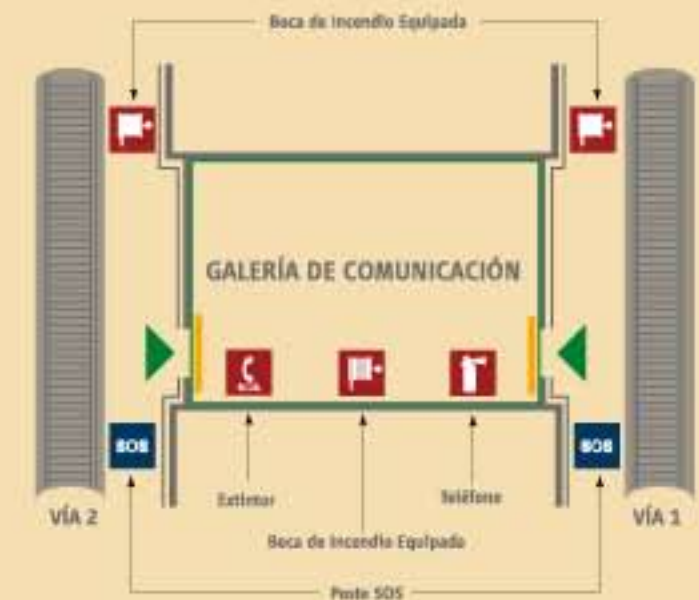 Boca de Incendio Equipada
GALERÍA DE COMUNICACIÓN
SOS
SOS
Extintor
Teléfono
VÍA 2
VÍA 1
Boca de Incendio Equipada
Poste SOS